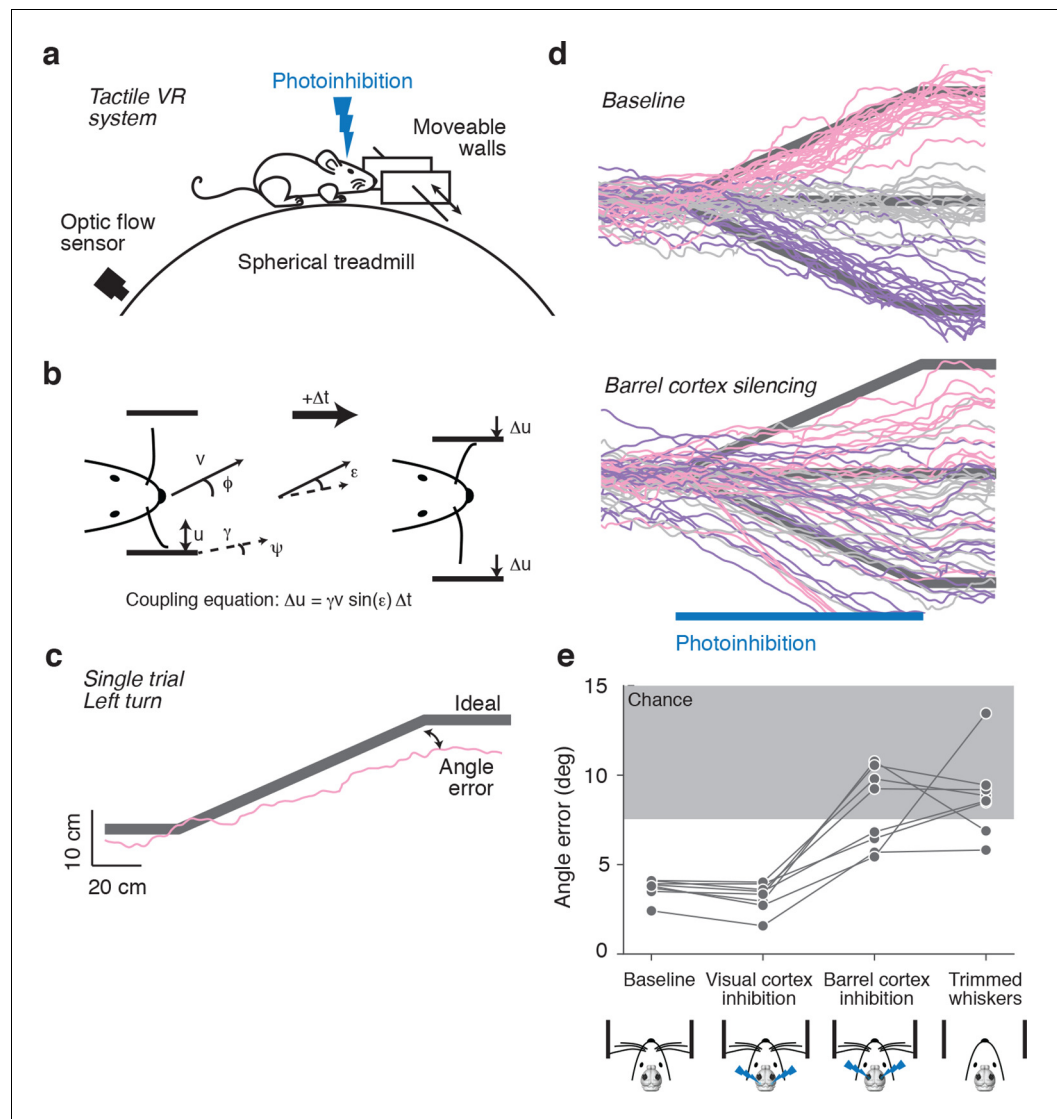 a
Tactile VR
system
Photoinhibition
Moveable
walls
Optic flow
sensor
Spherical treadmill
b
+Δt
Δu
v
ϕ
ε
u
γ
ψ
Δu
Coupling equation: Δu = γv sin(ε) Δt
c
Single trial
Left turn
Ideal
Angle
error
10 cm
20 cm
d
Baseline
Barrel cortex silencing
Photoinhibition
e
15
Chance
10
5
0
Angle error (deg)
Baseline
Visual cortex
inhibition
Barrel cortex
inhibition
Trimmed
whiskers